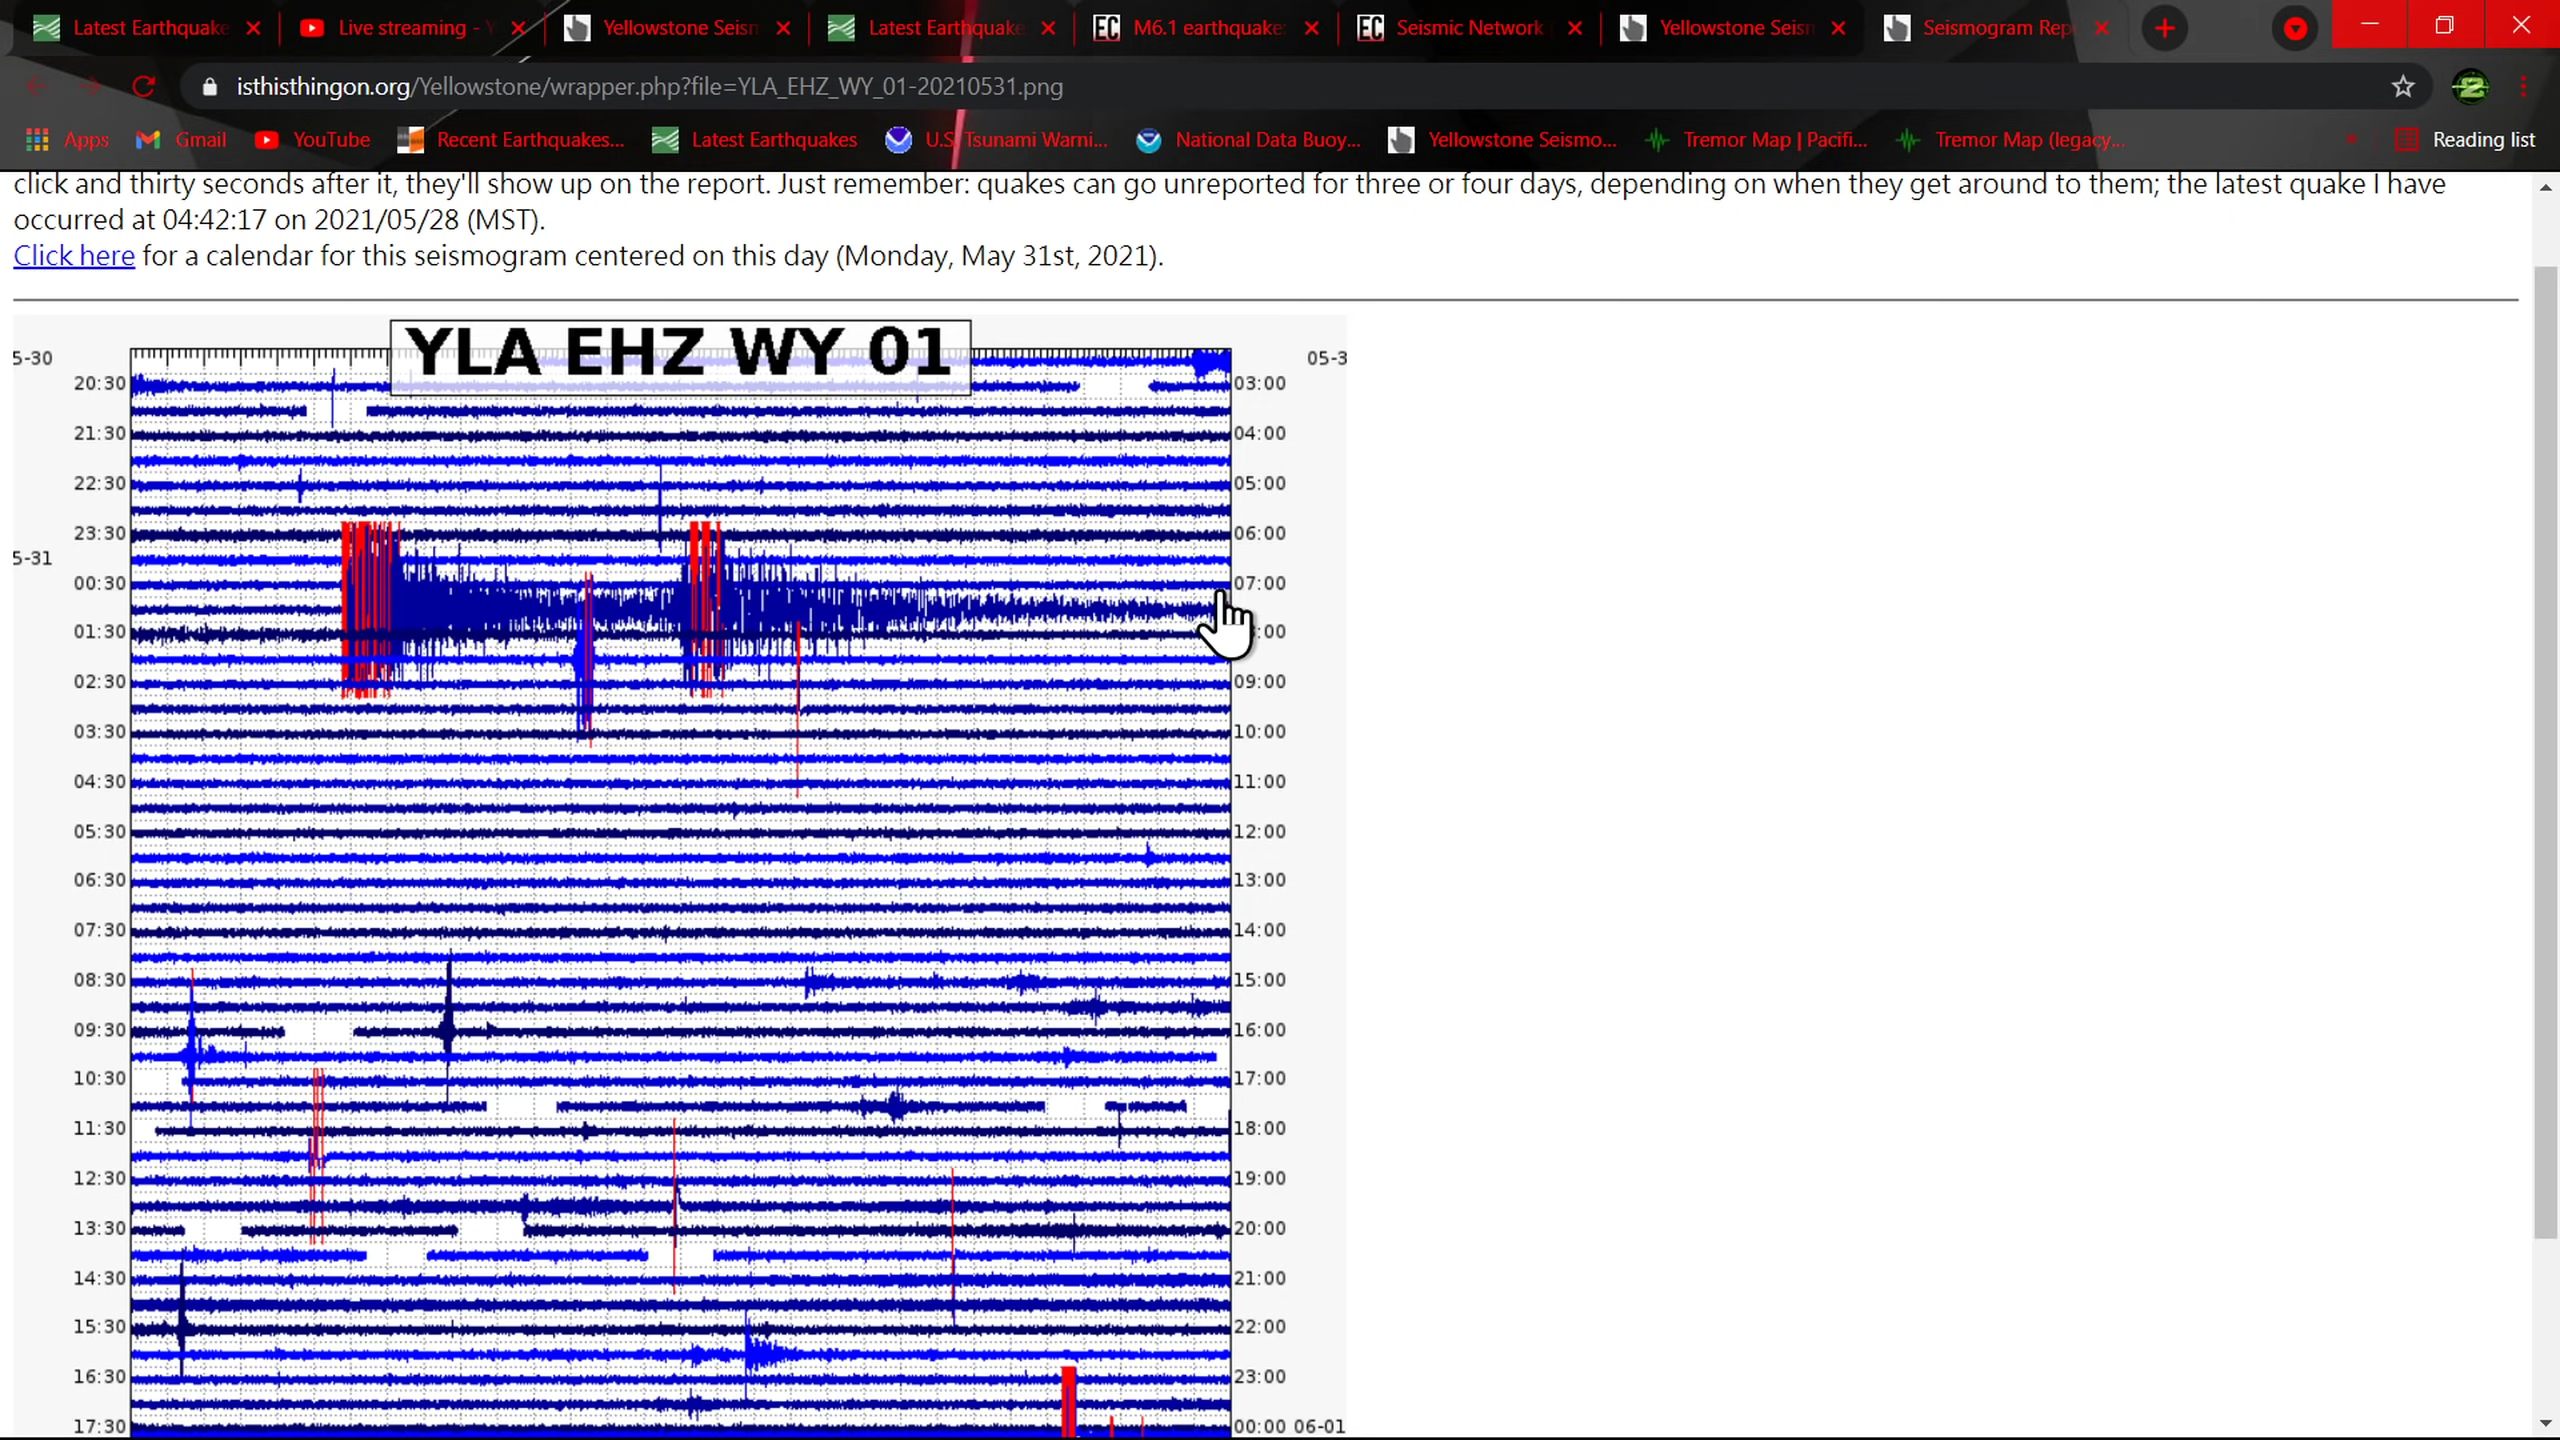 Latest Earthquake
Live streaming - Y
Yellowstone Seism
Latest Earthquake
M6.1 earthquake:
Seismic Network
Yellowstone Seism
Seismogram Rep
isthisthingon.org/Yellowstone/wrapper.php?file=YLA_EHZ_WY_01-20210531.png
Apps Gmail YouTube Recent Earthquakes... Latest Earthquakes U.S. Tsunami Warni... National Data Buoy... Yellowstone Seismo... Tremor Map | Pacifi... Tremor Map (legacy... Reading list
click and thirty seconds after it, they'll show up on the report. Just remember: quakes can go unreported for three or four days, depending on when they get around to them; the latest quake I have
occurred at 04:42:17 on 2021/05/28 (MST).
Click here for a calendar for this seismogram centered on this day (Monday, May 31st, 2021).
YLA EHZ WY 01
5-30 05-3
20:30 03:00
21:30 04:00
22:30 05:00
23:30 06:00
5-31
00:30 07:00
01:30 :00
02:30 09:00
03:30 10:00
04:30 11:00
05:30 12:00
06:30 13:00
07:30 14:00
08:30 15:00
09:30 16:00
10:30 17:00
11:30 18:00
12:30 19:00
13:30 20:00
14:30 21:00
15:30 22:00
16:30 23:00
17:30 00:00 06-01